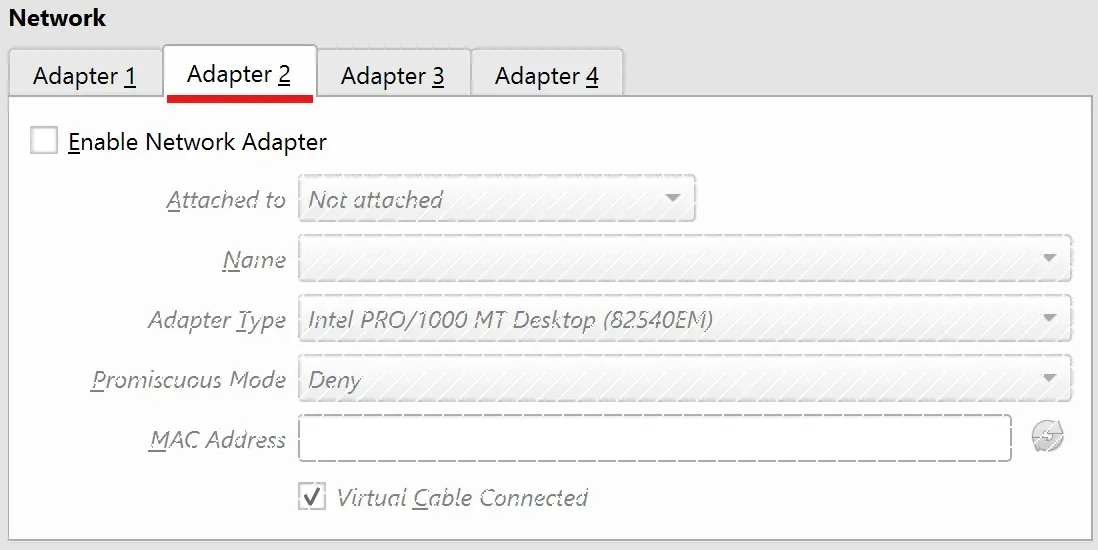 Network
Adapter 1 Adapter 2 Adapter 3 Adapter 4
Enable Network Adapter
Attached to Not attached
Name
Adapter Type Intel PRO/1000 MT Desktop (82540EM)
Promiscuous Mode Deny
MAC Address
Virtual Cable Connected